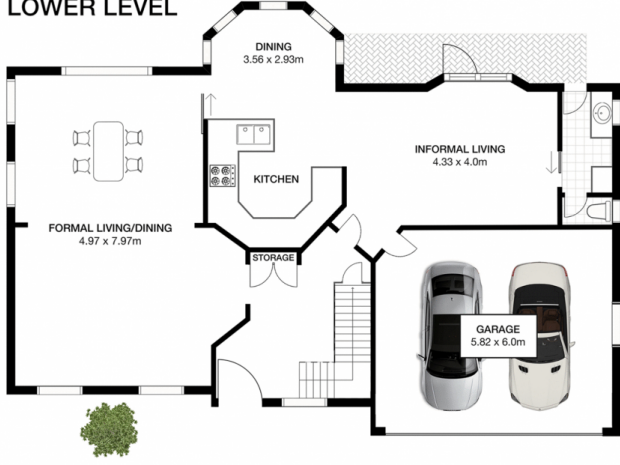 LOWER LEVEL
DINING
3.56 x 2.93m
INFORMAL LIVING
4.33 x 4.0m
KITCHEN
FORMAL LIVING/DINING
4.97 x 7.97m
STORAGE
GARAGE
5.82 x 6.0m